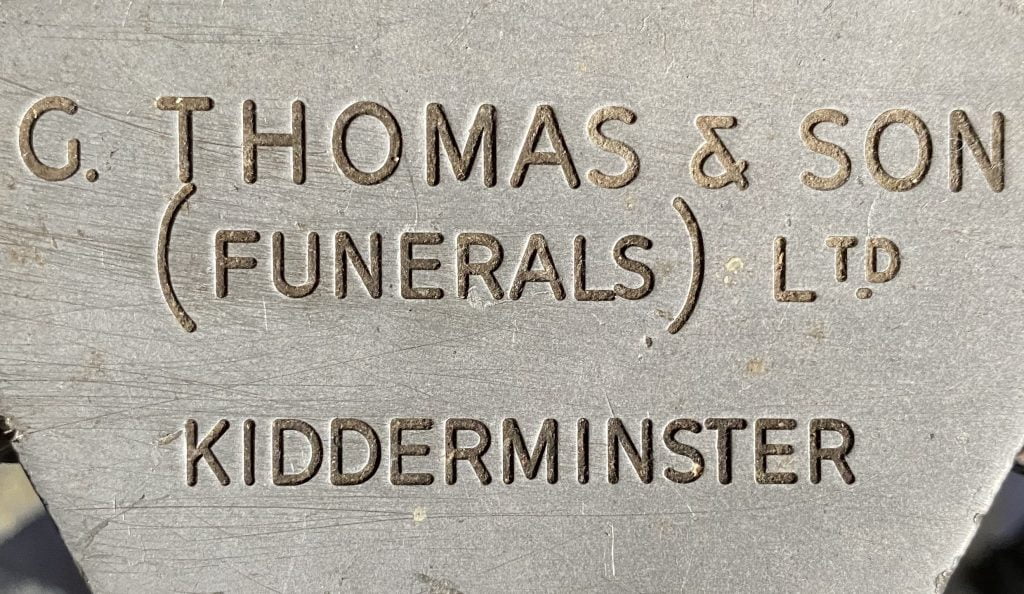 G. THOMAS & SON
(FUNERALS) LTD.
KIDDERMINSTER